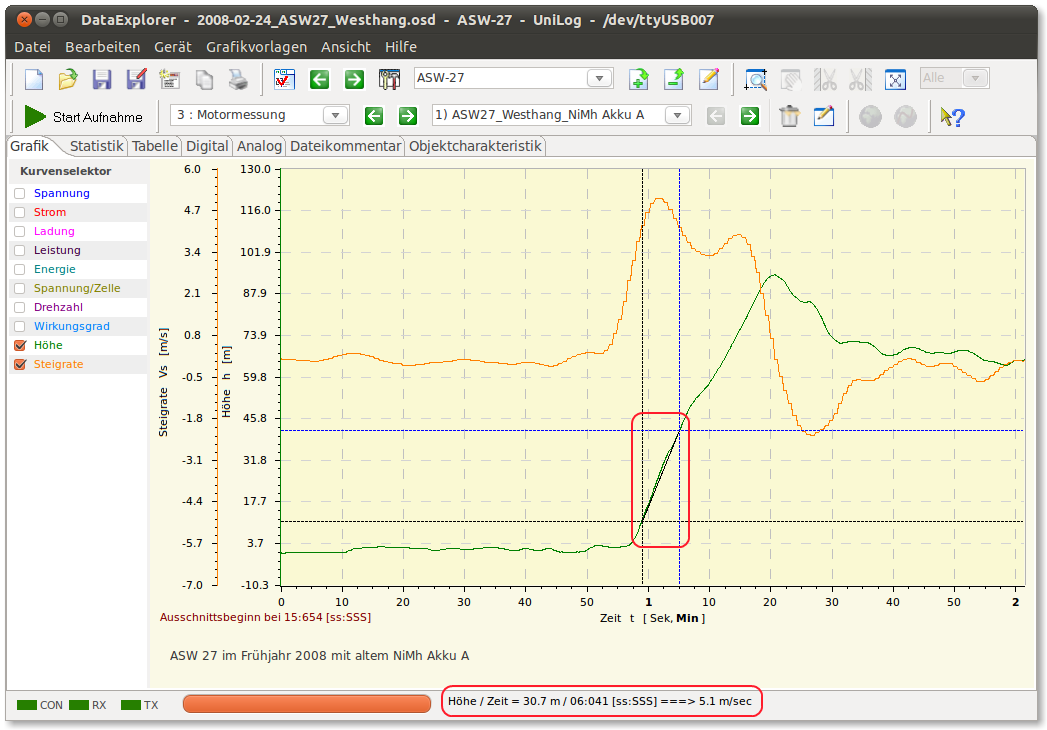 DataExplorer - 2008-02-24_ASW27_Westhang.osd - ASW-27 - UniLog - /dev/ttyUSB007
Datei Bearbeiten Gerät Grafikvorlagen Ansicht Hilfe
ASW-27
Alle
Start Aufnahme
3 : Motormessung
1) ASW27_Westhang_NiMh Akku A
Grafik Statistik Tabelle Digital Analog Dateikommentar Objektcharakteristik
Kurvenselektor
Spannung
Strom
Ladung
Leistung
Energie
Spannung/Zelle
Drehzahl
Wirkungsgrad
Höhe
Steigrate
Steigrate Vs [m/s]
6.0
4.7
3.4
2.1
0.8
-0.5
-1.8
-3.1
-4.4
-5.7
-7.0
Höhe h [m]
130.0
116.0
101.9
87.9
73.9
59.8
45.8
31.8
17.7
3.7
-10.3
0 10 20 30 40 50 1 10 20 30 40 50 2
Ausschnittsbeginn bei 15:654 [ss:SSS]
Zeit t [ Sek, Min ]
ASW 27 im Frühjahr 2008 mit altem NiMh Akku A
CON RX TX
Höhe / Zeit = 30.7 m / 06:041 [ss:SSS] ===> 5.1 m/sec